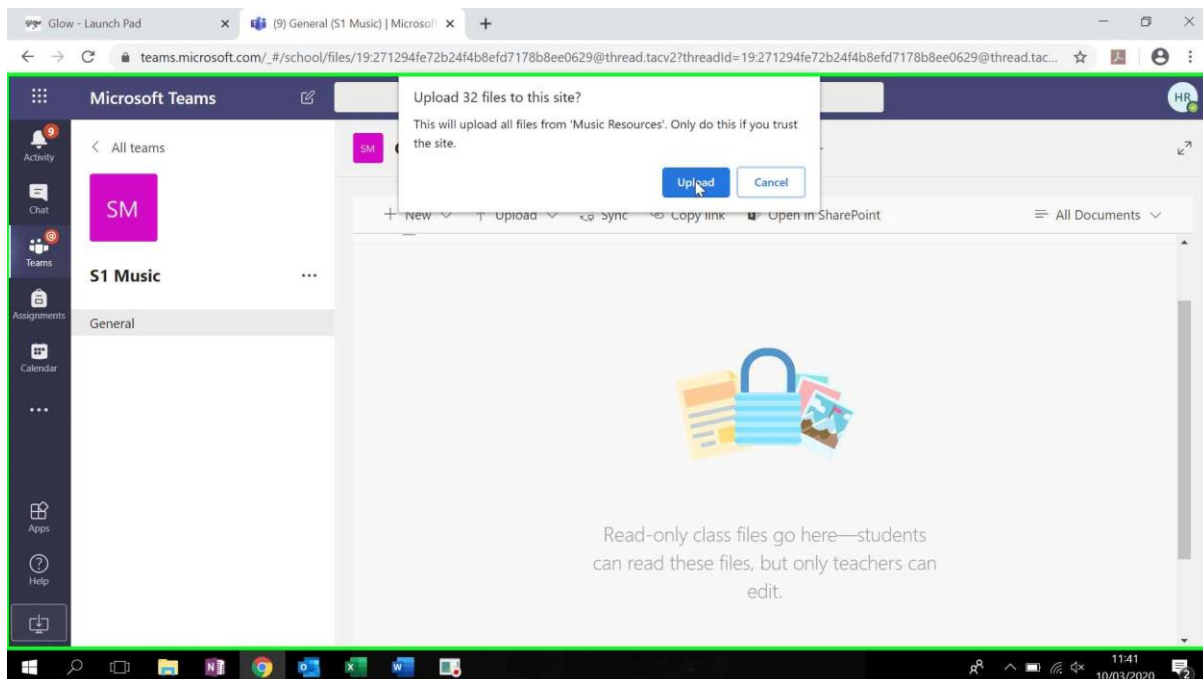 Glow - Launch Pad
(9) General (S1 Music) | Microsof
teams.microsoft.com/_#/school/files/19:271294fe72b24f4b8efd7178b8ee0629@thread.tacv2?threadId=19:271294fe72b24f4b8efd7178b8ee0629@thread.tac...
Microsoft Teams
HR
Upload 32 files to this site?
This will upload all files from 'Music Resources'. Only do this if you trust
the site.
Upload
Cancel
9
Activity
Chat
Teams
Assignments
Calendar
Apps
Help
< All teams
SM
S1 Music
...
General
SM
+ New
Upload
Sync
Copy link
Open in SharePoint
All Documents
Read-only class files go here—students
can read these files, but only teachers can
edit.
11:41
10/03/2020
2